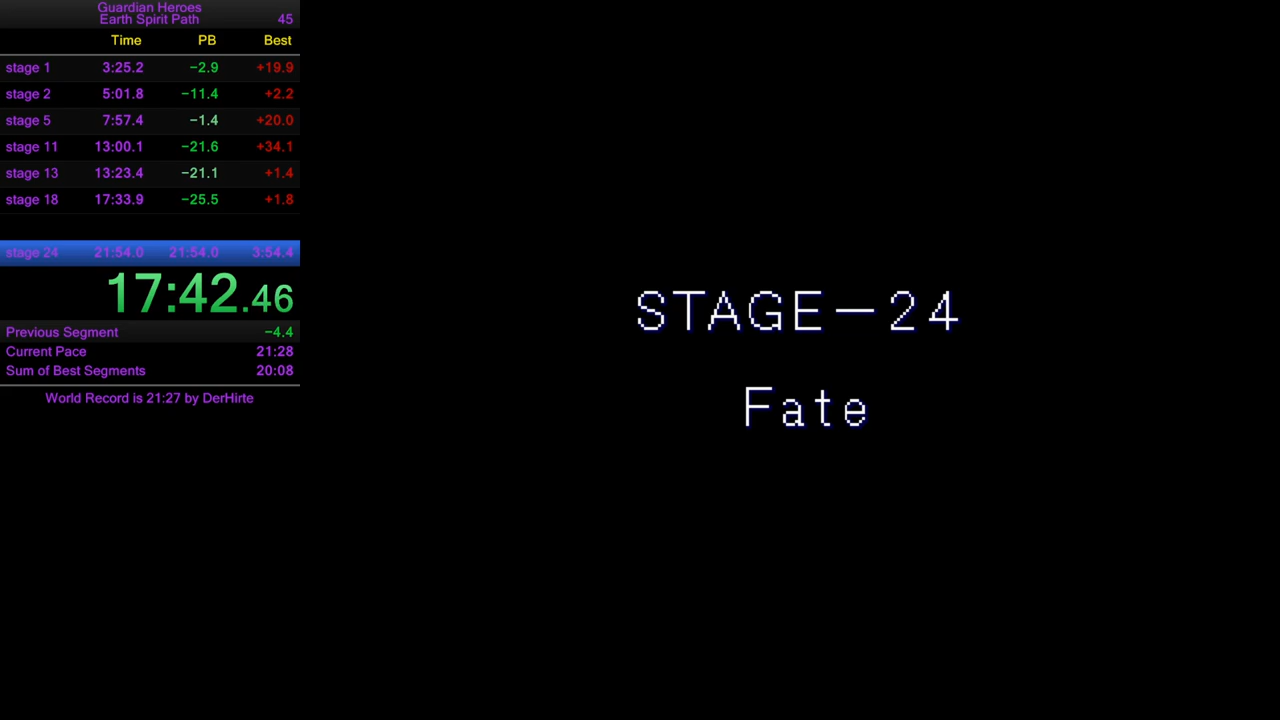 Guardian Heroes
Earth Spirit Path 45
Time PB Best
stage 1 3:25.2 −2.9 +19.9
stage 2 5:01.8 −11.4 +2.2
stage 5 7:57.4 −1.4 +20.0
stage 11 13:00.1 −21.6 +34.1
stage 13 13:23.4 −21.1 +1.4
stage 18 17:33.9 −25.5 +1.8
stage 24 21:54.0 21:54.0 3:54.4
17:42.46
Previous Segment −4.4
Current Pace 21:28
Sum of Best Segments 20:08
World Record is 21:27 by DerHirte
STAGE−24
Fate